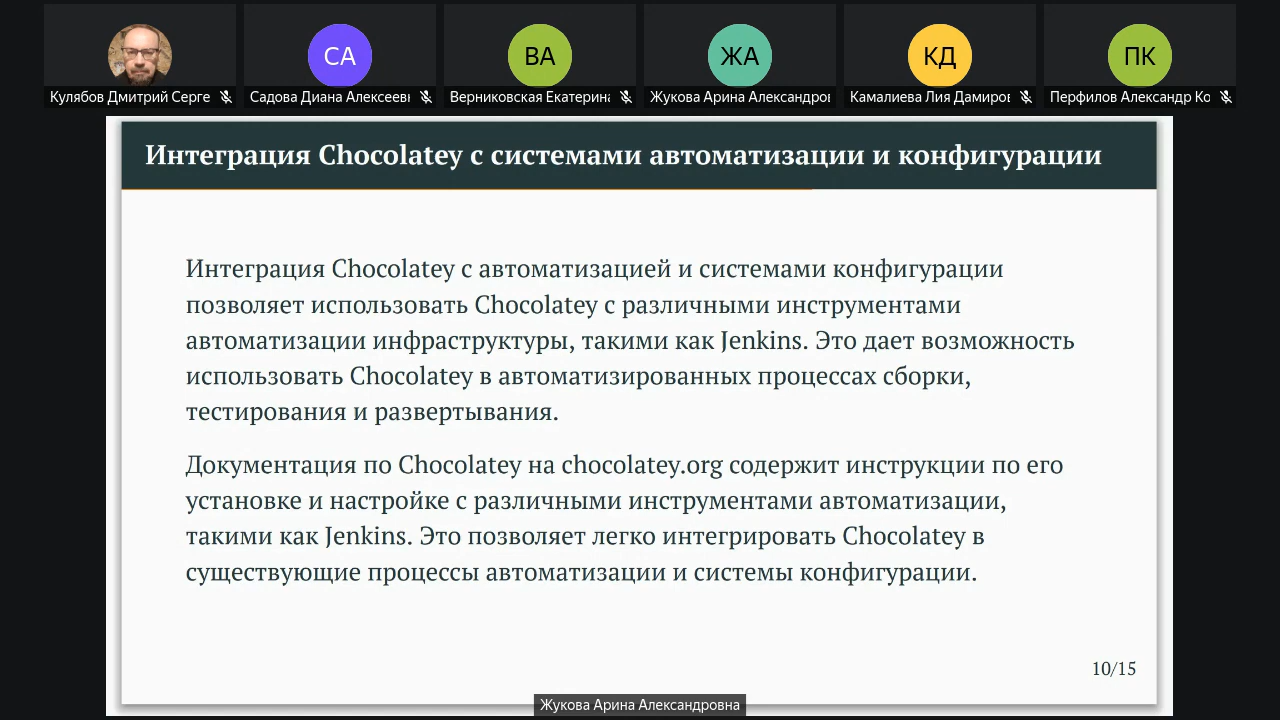 СА
ВА
ЖА
КД
ПК
Кулябов Дмитрий Серге
Садова Диана Алексеевн
Верниковская Екатерина
Жукова Арина Александров
Камалиева Лия Дамиров
Перфилов Александр Ко
Интеграция Chocolatey с системами автоматизации и конфигурации
Интеграция Chocolatey с автоматизацией и системами конфигурации
позволяет использовать Chocolatey с различными инструментами
автоматизации инфраструктуры, такими как Jenkins. Это дает возможность
использовать Chocolatey в автоматизированных процессах сборки,
тестирования и развертывания.
Документация по Chocolatey на chocolatey.org содержит инструкции по его
установке и настройке с различными инструментами автоматизации,
такими как Jenkins. Это позволяет легко интегрировать Chocolatey в
существующие процессы автоматизации и системы конфигурации.
10/15
Жукова Арина Александровна